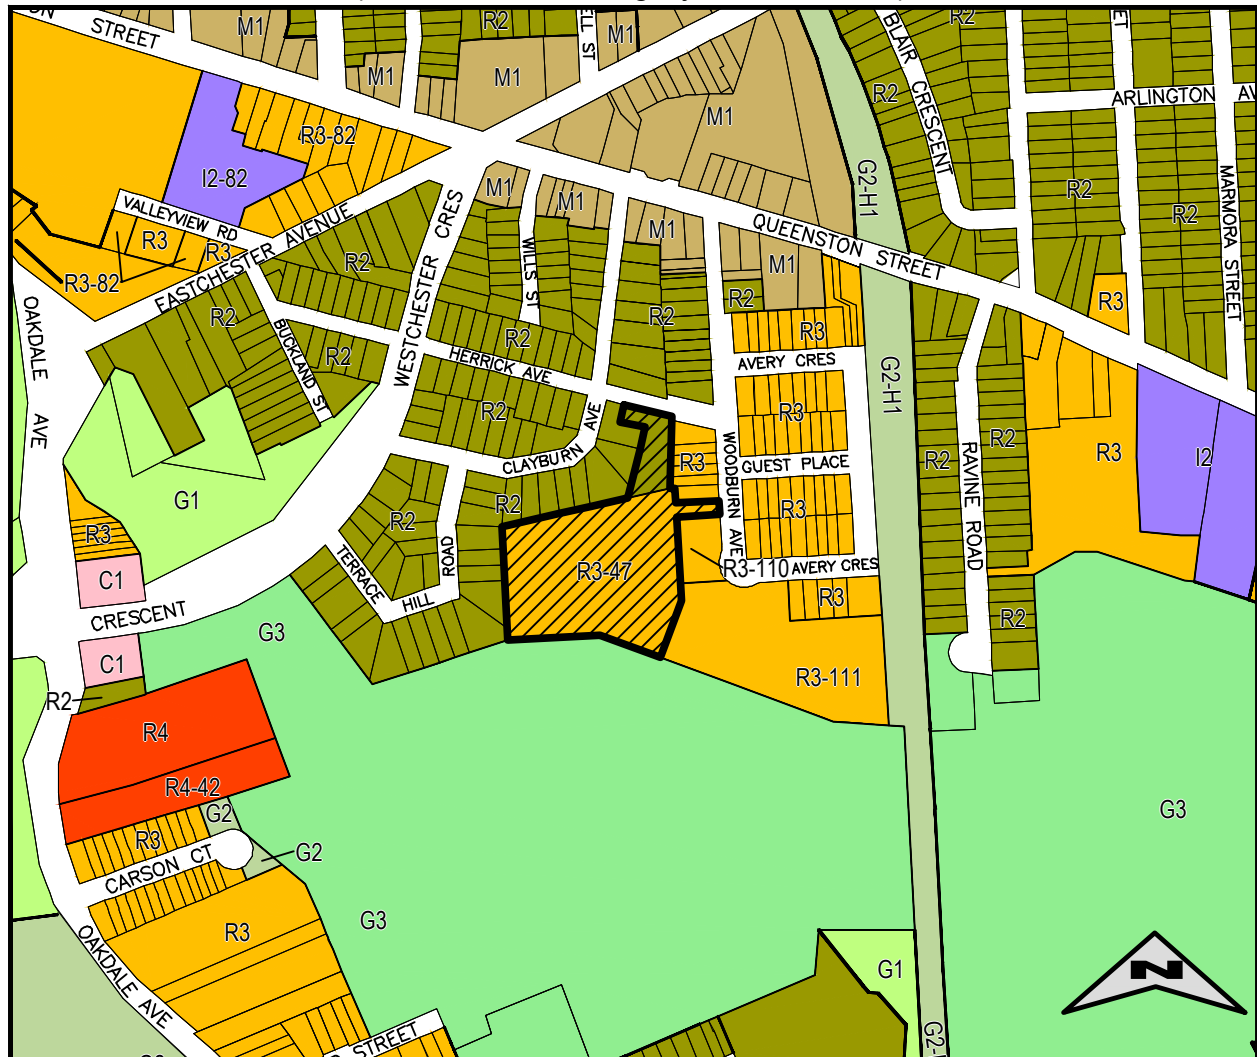 STREET
M1
R2
M1
R2
BLAIR CRESCENT
M1
M1
R2
M1
ARLINGTON
R3-82
I2-82
G2-H1
R2
MARMORA STREET
M1
M1
R2
VALLEYVIEW RD
R3
R3
EASTCHESTER AVENUE
M1
QUEENSTON STREET
WESTCHESTER CRES
WILLS ST
R2
M1
R3-82
R2
R2
R3
OAKDALE AVE
BUCKLAND ST
R2
R2
R2
R3
HERRICK AVE
AVERY CRES
G2-H1
R2
R3
CLAYBURN AVE
R3
R2
R3
I2
GUEST PLACE
WOODBURN AVE
R2
RAVINE ROAD
G1
R2
R2
R3
R3
TERRACE HILL ROAD
R3-47
R3-110
AVERY CRES
C1
R3
CRESCENT
R2
G3
C1
R3-111
R2
R4
R4-42
G2
G3
R3
G2
CARSON CT
G3
R3
OAKDALE AVE
G1
N
STREET